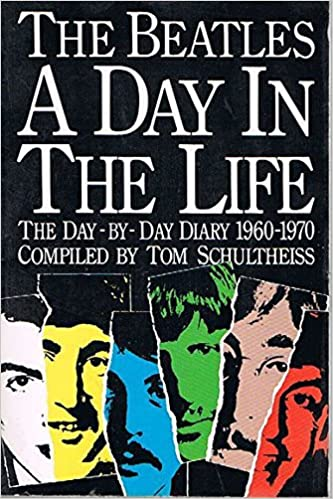 THE BEATLES
A DAY IN
THE LIFE
THE DAY-BY-DAY DIARY 1960-1970
COMPILED BY TOM SCHULTHEISS